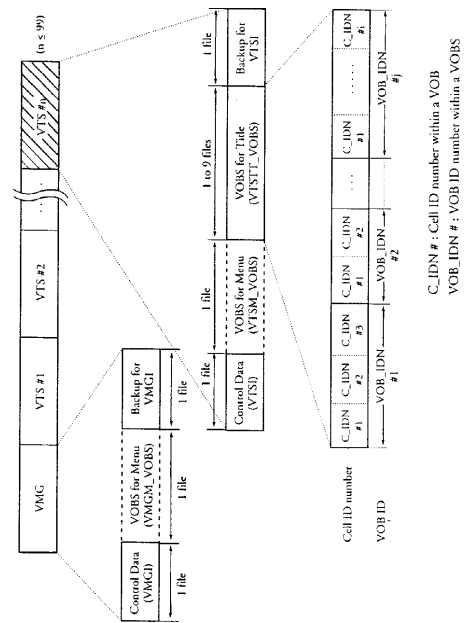 VMG
VTS #1
VTS #2
. . . . .
VTS #n
(n ≤ 99)
Control Data
(VMGI)
VOBS for Menu
(VMGM_VOBS)
Backup for
VMGI
1 file
1 file
1 file
1 file
1 file
1 to 9 files
1 file
Control Data
(VTSI)
VOBS for Menu
(VTSM_VOBS)
VOBS for Title
(VTSTT_VOBS)
Backup for
VTSI
Cell ID number
C_IDN
#1
C_IDN
#2
C_IDN
#3
C_IDN
#1
C_IDN
#2
. . . .
C_IDN
#1
. . . . . .
C_IDN
#i
VOB ID
VOB_IDN
#1
VOB_IDN
#2
VOB_IDN
#j
C_IDN # : Cell ID number within a VOB
VOB_IDN # : VOB ID number within a VOBS